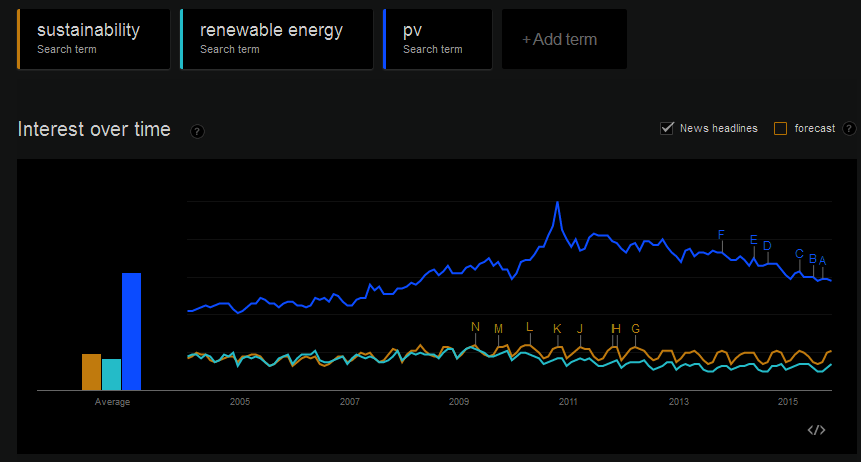 sustainability
Search term
renewable energy
Search term
pv
Search term
+ Add term
Interest over time
?
News headlines
forecast
?
F
E
D
C
B
A
N
M
L
K
J
H
G
Average
2005
2007
2009
2011
2013
2015
</>